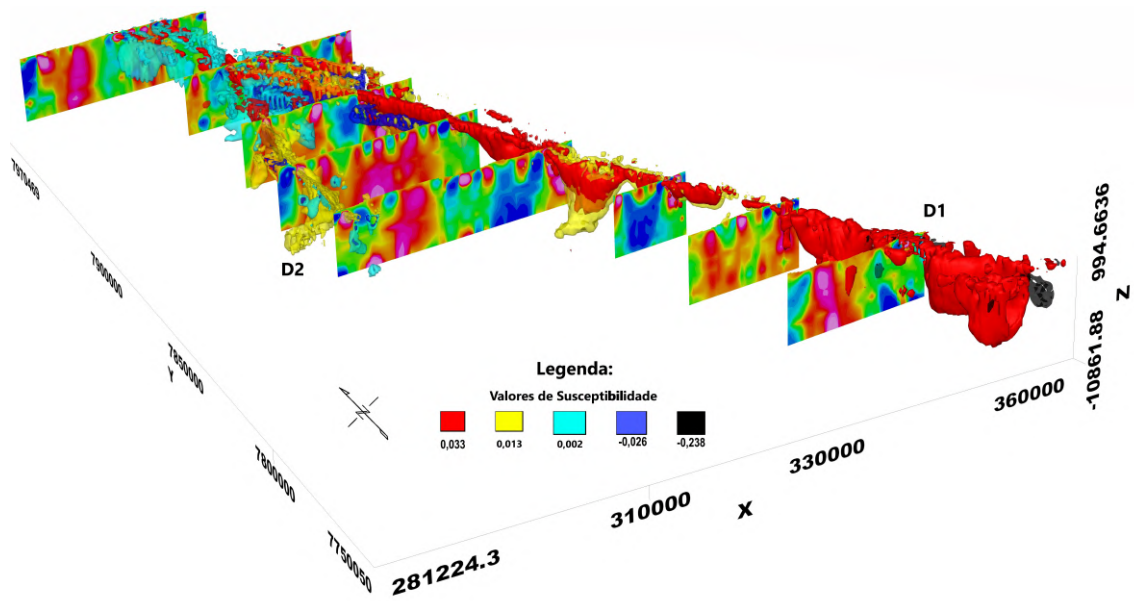 7970469
7900000
7850000
Y
7800000
7750050
D2
D1
994.6636
Z
-10861.88
Legenda:
Valores de Susceptibilidade
0,033 0,013 0,002 -0,026 -0,238
N
360000
330000
X
310000
281224.3